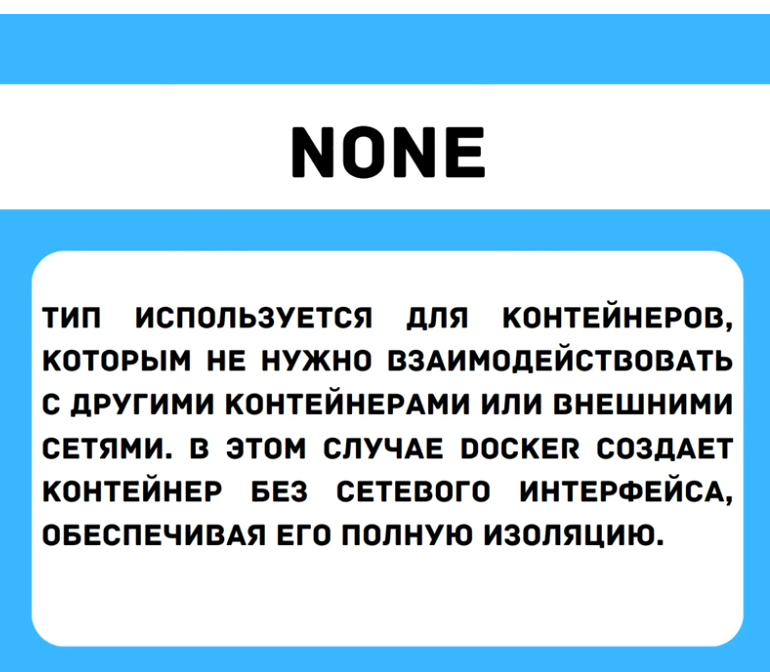 NONE
ТИП ИСПОЛЬЗУЕТСЯ ДЛЯ КОНТЕЙНЕРОВ,
КОТОРЫМ НЕ НУЖНО ВЗАИМОДЕЙСТВОВАТЬ
С ДРУГИМИ КОНТЕЙНЕРАМИ ИЛИ ВНЕШНИМИ
СЕТЯМИ. В ЭТОМ СЛУЧАЕ DOCKER СОЗДАЕТ
КОНТЕЙНЕР БЕЗ СЕТЕВОГО ИНТЕРФЕЙСА,
ОБЕСПЕЧИВАЯ ЕГО ПОЛНУЮ ИЗОЛЯЦИЮ.